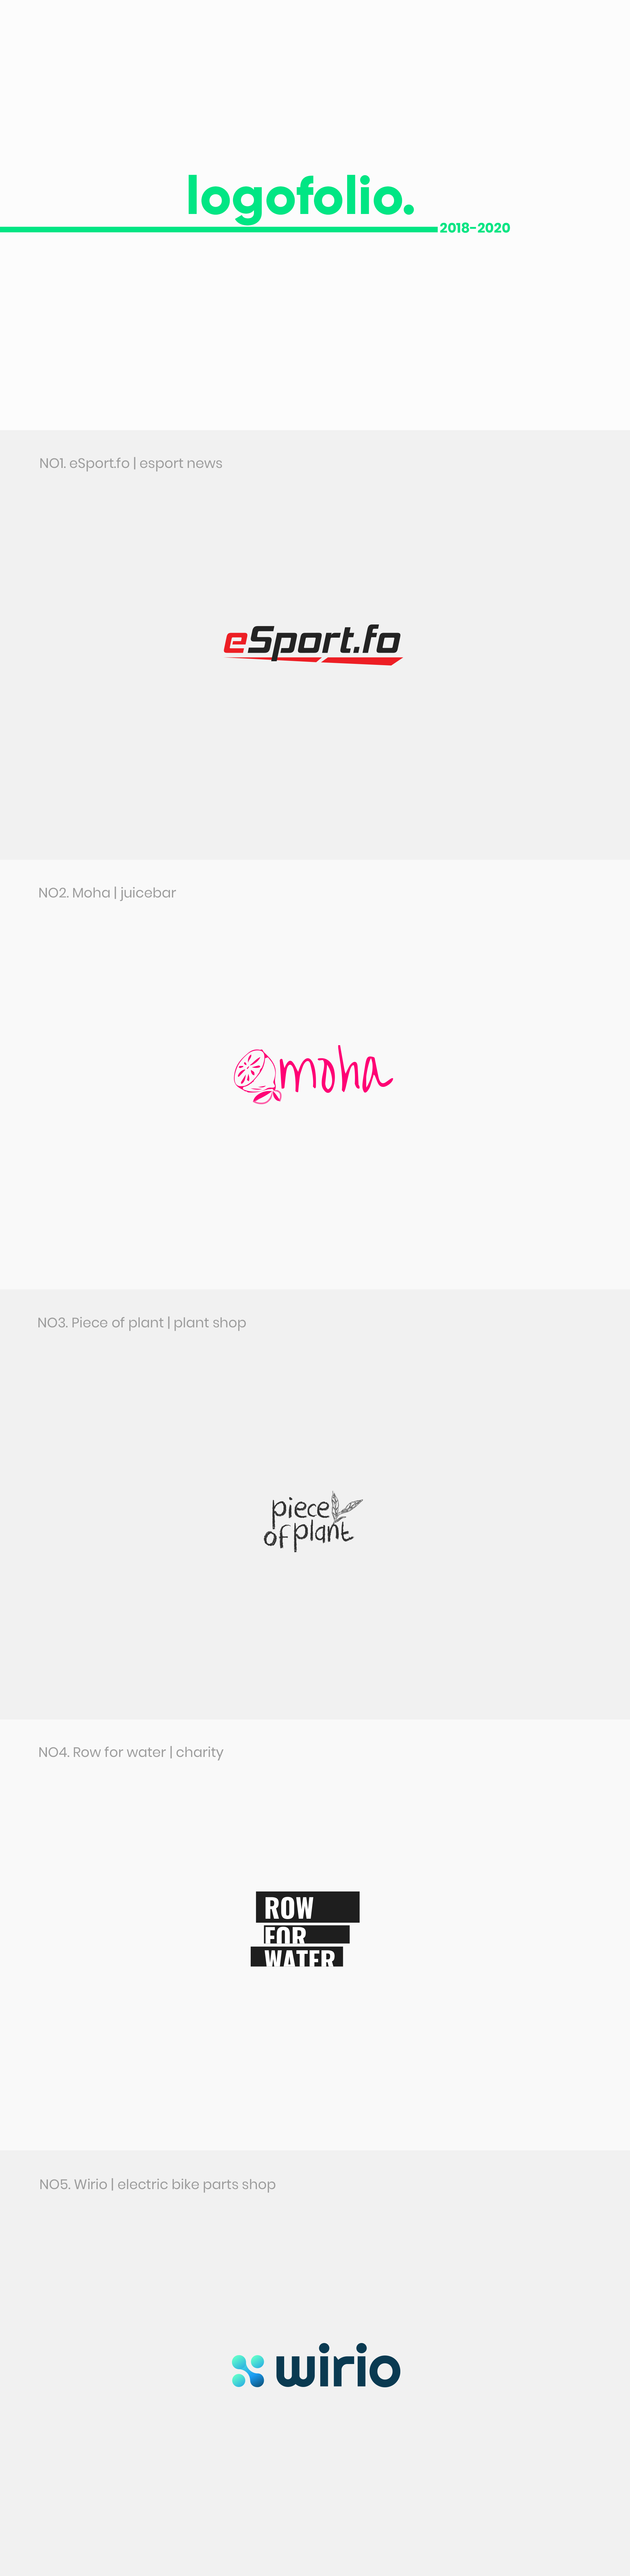 logofolio.
2018-2020
NO1. eSport.fo | esport news
eSport.fo
NO2. Moha | juicebar
moha
NO3. Piece of plant | plant shop
piece
of plant
NO4. Row for water | charity
ROW
FOR
WATER
NO5. Wirio | electric bike parts shop
wirio